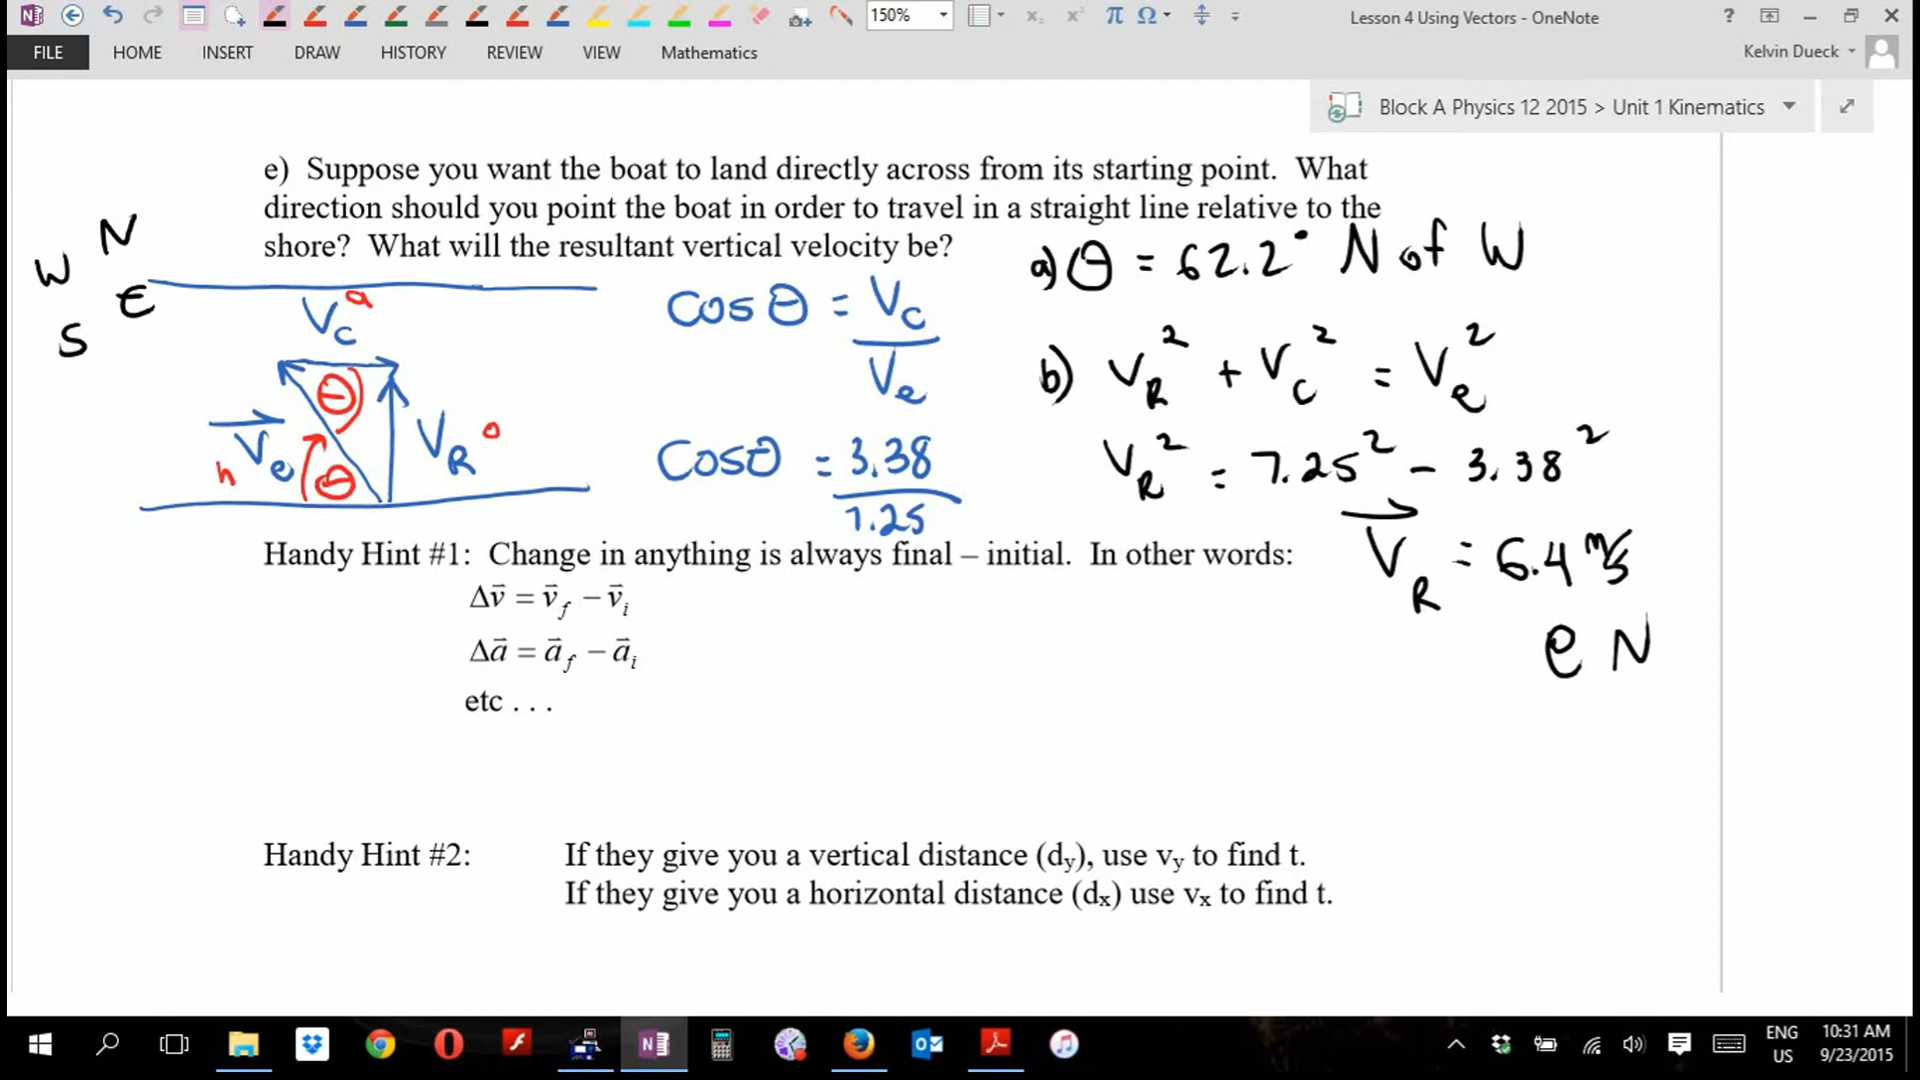 150%
Lesson 4 Using Vectors - OneNote
FILE HOME INSERT DRAW HISTORY REVIEW VIEW Mathematics
Kelvin Dueck
Block A Physics 12 2015 > Unit 1 Kinematics
e) Suppose you want the boat to land directly across from its starting point. What
direction should you point the boat in order to travel in a straight line relative to the
shore? What will the resultant vertical velocity be?
N
W
E
S
Vc a
θ
Ve h
θ
VR o
cos θ = Vc / Ve
cos θ = 3.38 / 7.25
a) θ = 62.2° N of W
b) VR² + Vc² = Ve²
VR² = 7.25² - 3.38²
V⃗R = 6.4 m/s
e N
Handy Hint #1: Change in anything is always final – initial. In other words:
Δv⃗ = v⃗f − v⃗i
Δa⃗ = a⃗f − a⃗i
etc . . .
Handy Hint #2: If they give you a vertical distance (dy), use vy to find t.
If they give you a horizontal distance (dx) use vx to find t.
ENG 10:31 AM
US 9/23/2015